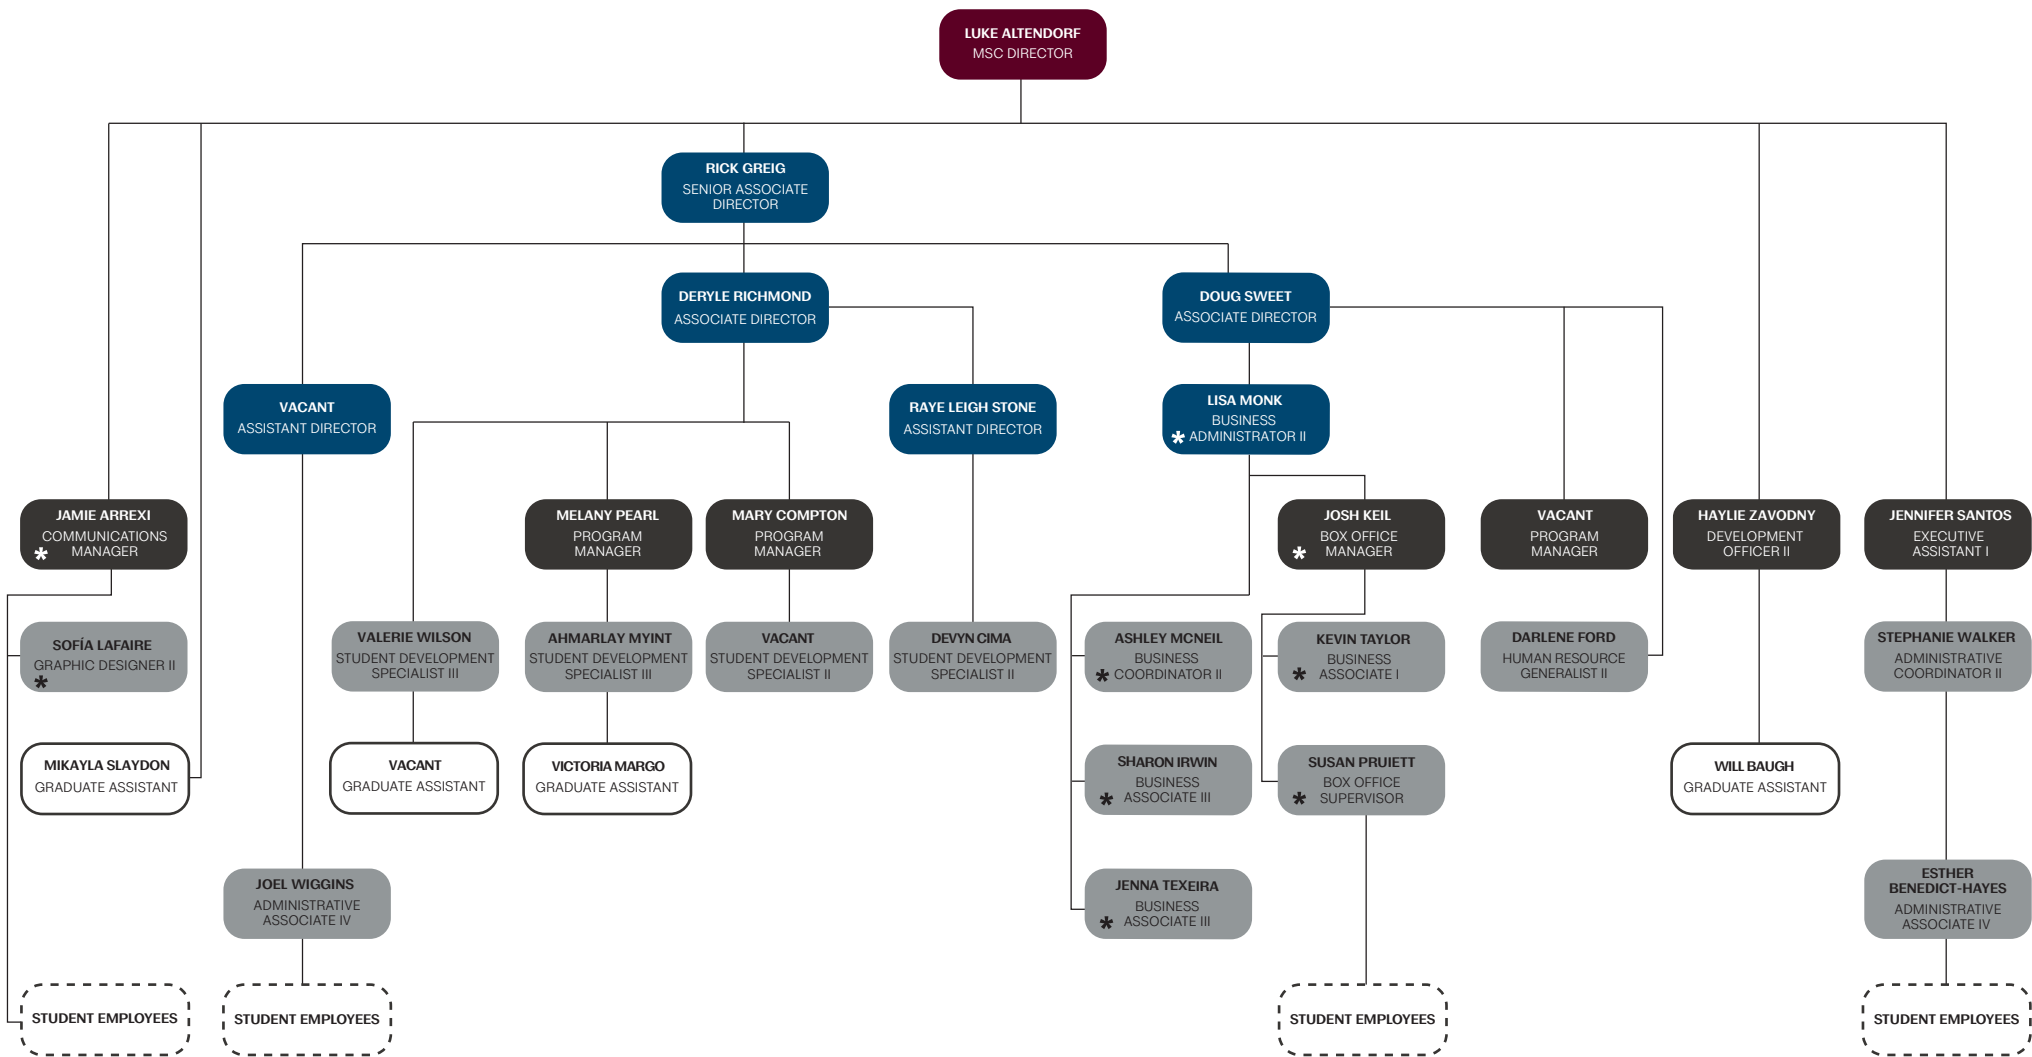 LUKE ALTENDORF
MSC DIRECTOR
RICK GREIG
SENIOR ASSOCIATE
DIRECTOR
DERYLE RICHMOND
ASSOCIATE DIRECTOR
DOUG SWEET
ASSOCIATE DIRECTOR
VACANT
ASSISTANT DIRECTOR
RAYE LEIGH STONE
ASSISTANT DIRECTOR
LISA MONK
BUSINESS
* ADMINISTRATOR II
JAMIE ARREXI
COMMUNICATIONS
* MANAGER
MELANY PEARL
PROGRAM
MANAGER
MARY COMPTON
PROGRAM
MANAGER
JOSH KEIL
BOX OFFICE
* MANAGER
VACANT
PROGRAM
MANAGER
HAYLIE ZAVODNY
DEVELOPMENT
OFFICER II
JENNIFER SANTOS
EXECUTIVE
ASSISTANT I
SOFÍA LAFAIRE
GRAPHIC DESIGNER II
*
VALERIE WILSON
STUDENT DEVELOPMENT
SPECIALIST III
AHMARLAY MYINT
STUDENT DEVELOPMENT
SPECIALIST III
VACANT
STUDENT DEVELOPMENT
SPECIALIST II
DEVYN CIMA
STUDENT DEVELOPMENT
SPECIALIST II
ASHLEY MCNEIL
BUSINESS
* COORDINATOR II
KEVIN TAYLOR
BUSINESS
* ASSOCIATE I
DARLENE FORD
HUMAN RESOURCE
GENERALIST II
STEPHANIE WALKER
ADMINISTRATIVE
COORDINATOR II
MIKAYLA SLAYDON
GRADUATE ASSISTANT
VACANT
GRADUATE ASSISTANT
VICTORIA MARGO
GRADUATE ASSISTANT
SHARON IRWIN
BUSINESS
* ASSOCIATE III
SUSAN PRUIETT
BOX OFFICE
* SUPERVISOR
WILL BAUGH
GRADUATE ASSISTANT
JOEL WIGGINS
ADMINISTRATIVE
ASSOCIATE IV
JENNA TEXEIRA
BUSINESS
* ASSOCIATE III
ESTHER
BENEDICT-HAYES
ADMINISTRATIVE
ASSOCIATE IV
STUDENT EMPLOYEES
STUDENT EMPLOYEES
STUDENT EMPLOYEES
STUDENT EMPLOYEES